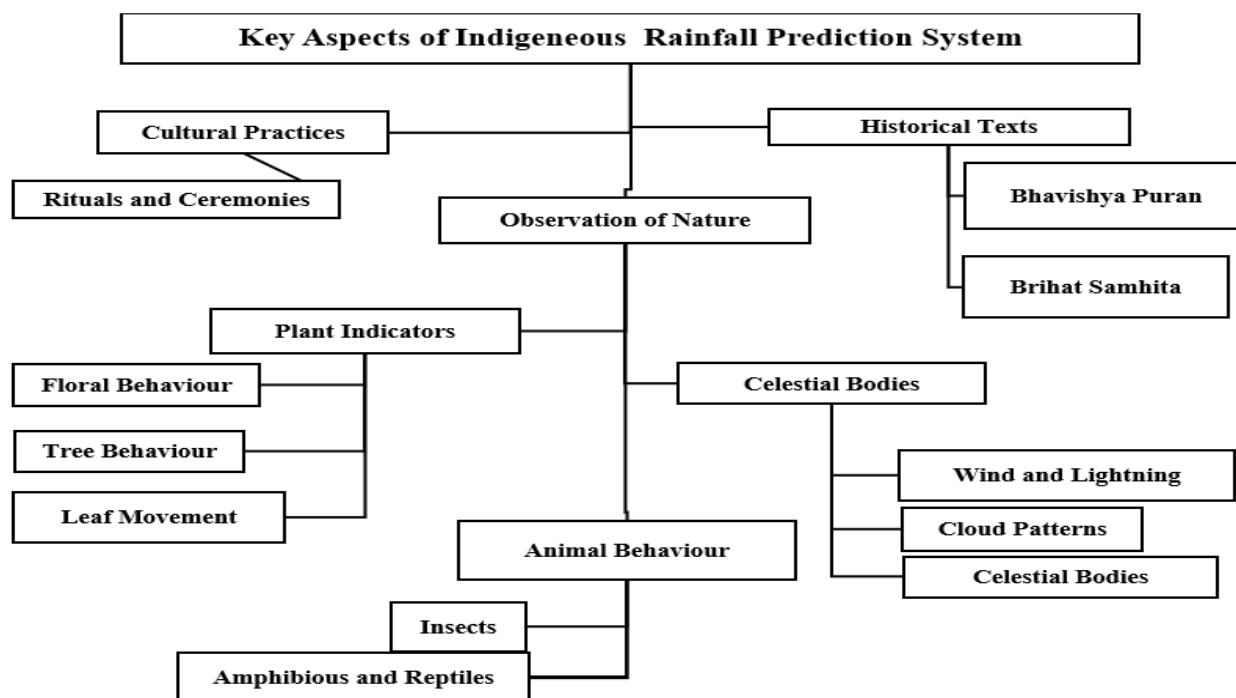 Key Aspects of Indigeneous Rainfall Prediction System
Cultural Practices
Historical Texts
Rituals and Ceremonies
Bhavishya Puran
Observation of Nature
Brihat Samhita
Plant Indicators
Floral Behaviour
Celestial Bodies
Tree Behaviour
Wind and Lightning
Leaf Movement
Cloud Patterns
Animal Behaviour
Celestial Bodies
Insects
Amphibious and Reptiles